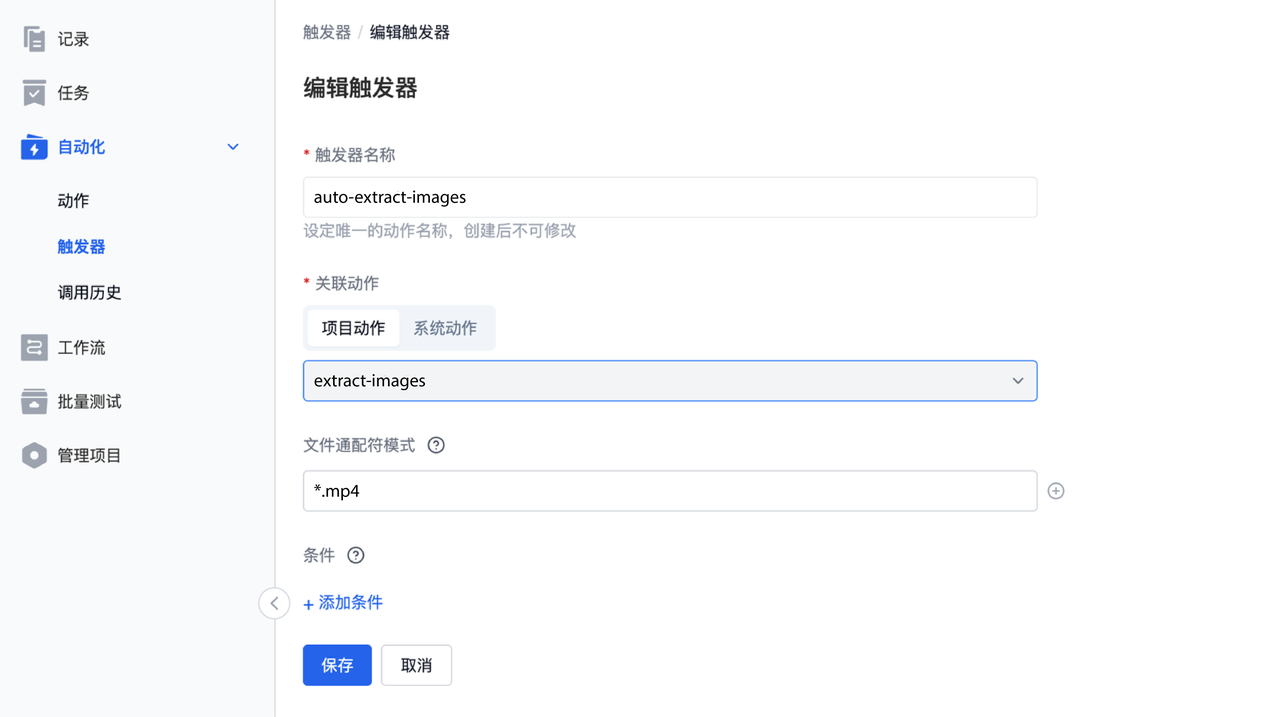 记录
任务
自动化
动作
触发器
调用历史
工作流
批量测试
管理项目
触发器 / 编辑触发器
编辑触发器
* 触发器名称
auto-extract-images
设定唯一的动作名称，创建后不可修改
* 关联动作
项目动作 系统动作
extract-images
文件通配符模式 ?
*.mp4
条件 ?
+ 添加条件
保存 取消